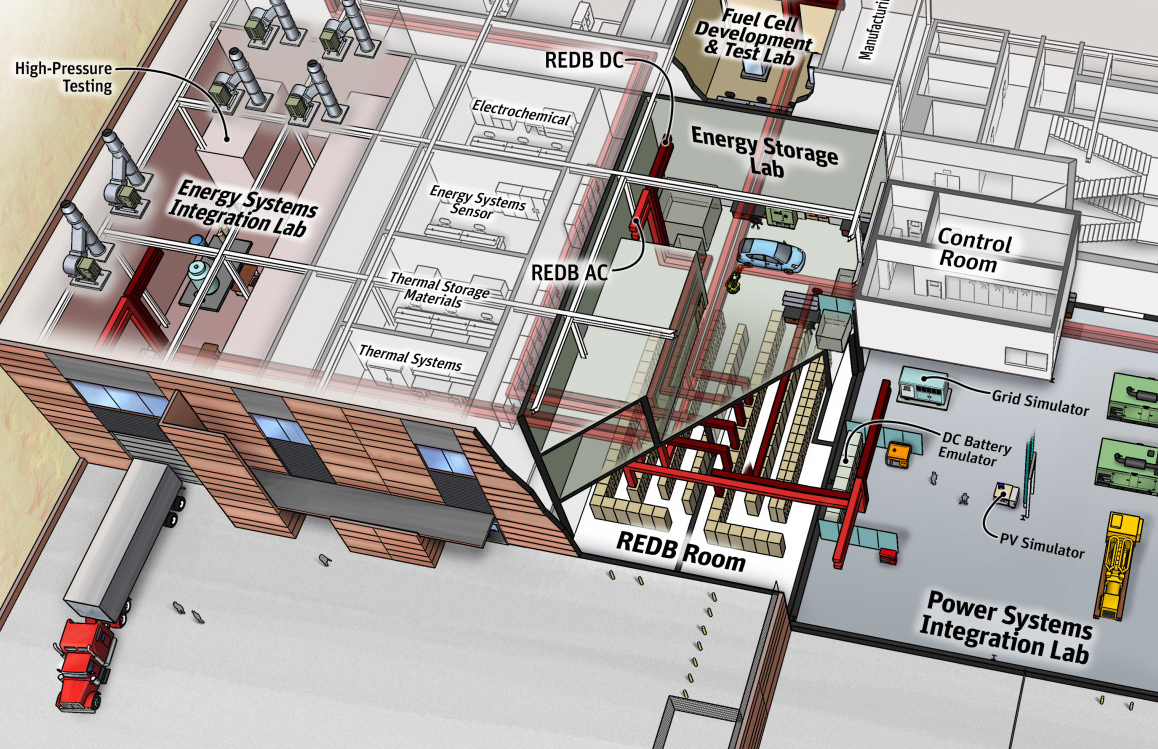 Fuel Cell
Development
& Test Lab
REDB DC
High-Pressure
Testing
Electrochemical
Energy Storage
Lab
Energy Systems
Integration Lab
Energy Systems
Sensor
Control
Room
REDB AC
Thermal Storage
Materials
Thermal Systems
Grid Simulator
DC Battery
Emulator
PV Simulator
REDB Room
Power Systems
Integration Lab